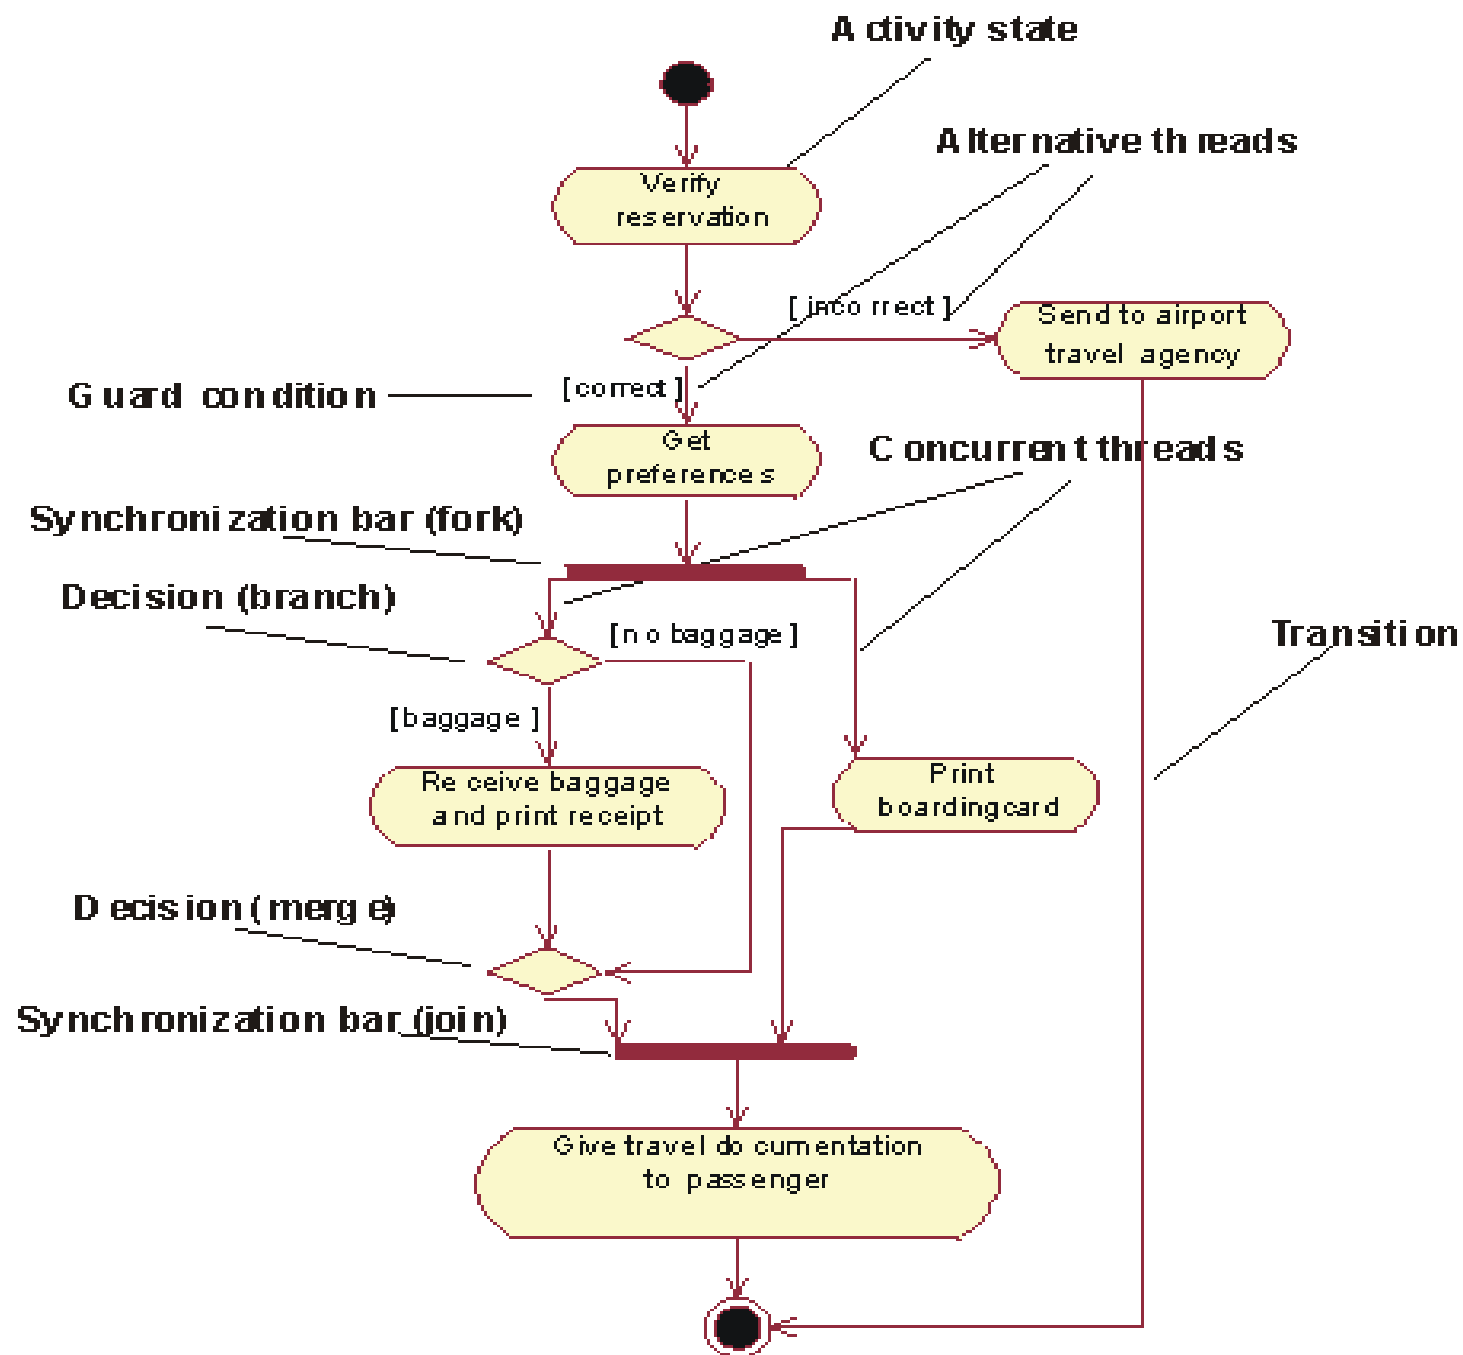 Activity state
Alternative threads
Verify
reservation
[incorrect]
Send to airport
travel agency
Guard condition
[correct]
Get
preferences
Concurrent threads
Synchronization bar (fork)
Decision (branch)
[no baggage]
Transition
[baggage]
Receive baggage
and print receipt
Print
boardingcard
Decision (merge)
Synchronization bar (join)
Give travel documentation
to passenger